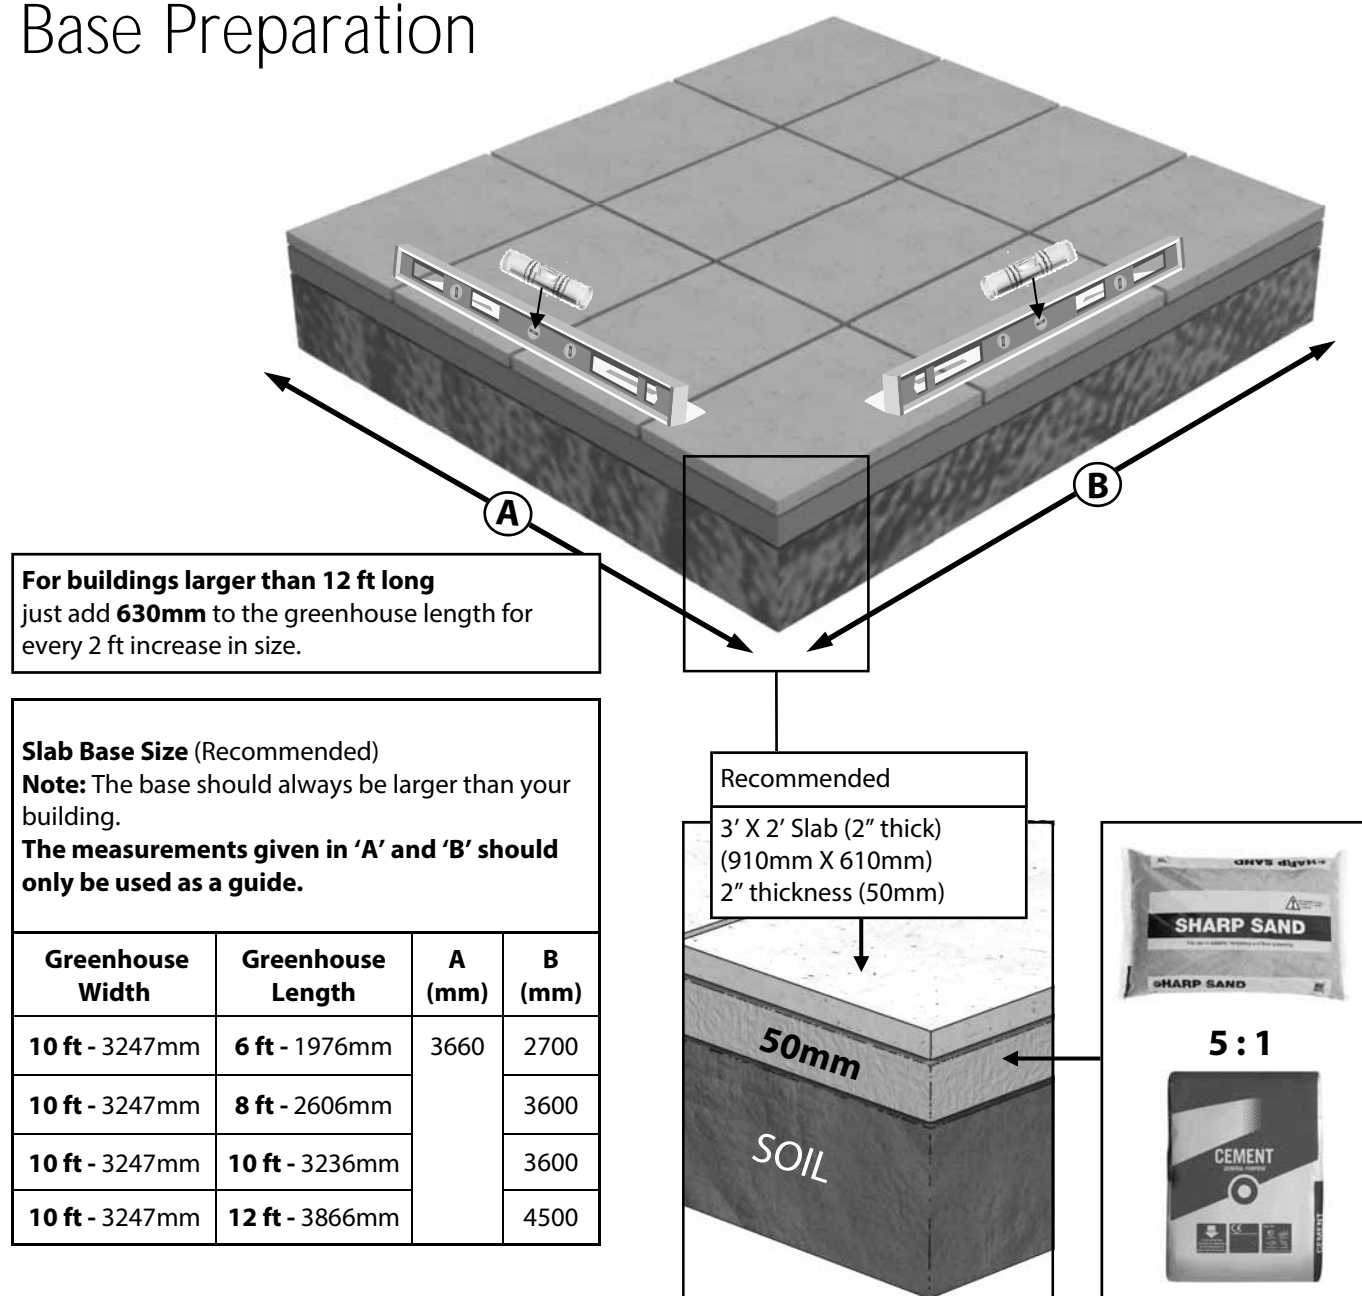 Base Preparation
A
B
For buildings larger than 12 ft long
just add 630mm to the greenhouse length for
every 2 ft increase in size.
Slab Base Size (Recommended)
Note: The base should always be larger than your
building.
The measurements given in ‘A’ and ‘B’ should
only be used as a guide.
Greenhouse Width Greenhouse Length A (mm) B (mm)
10 ft - 3247mm 6 ft - 1976mm 3660 2700
10 ft - 3247mm 8 ft - 2606mm 3600
10 ft - 3247mm 10 ft - 3236mm 3600
10 ft - 3247mm 12 ft - 3866mm 4500
Recommended
3’ X 2’ Slab (2” thick)
(910mm X 610mm)
2” thickness (50mm)
50mm
SOIL
SHARP SAND
SHARP SAND
SHARP SAND
5 : 1
CEMENT
GENERAL PURPOSE
CEMENT